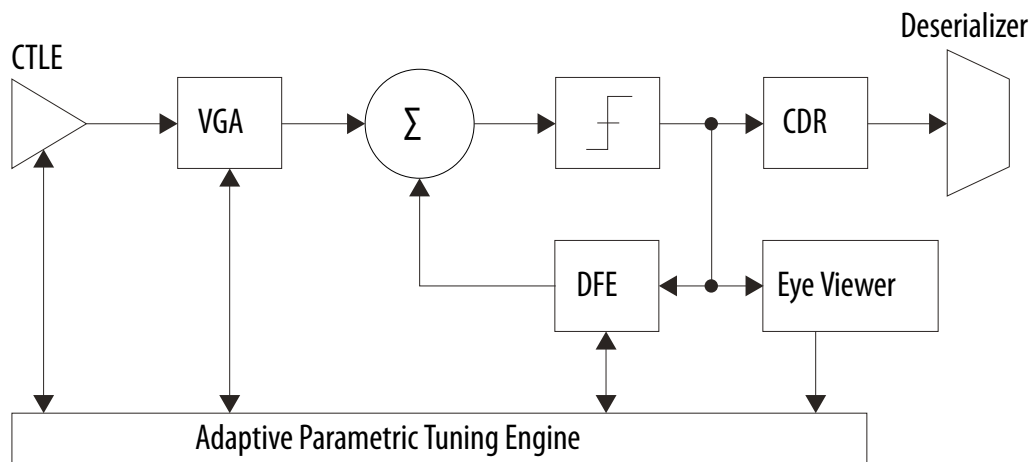 Deserializer
CTLE
VGA
Σ
CDR
DFE
Eye Viewer
Adaptive Parametric Tuning Engine